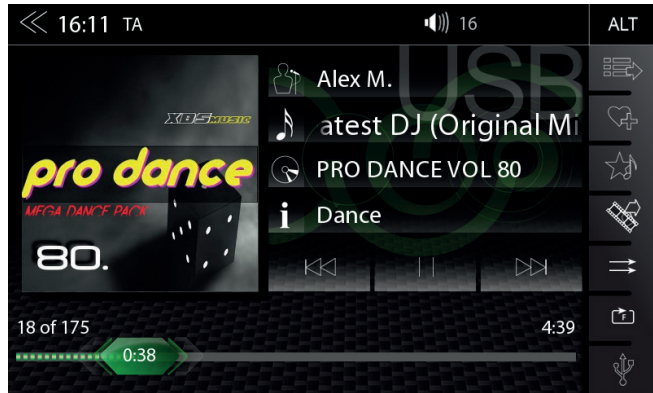 16:11 TA 16 ALT
USB
Alex M.
atest DJ (Original Mi
PRO DANCE VOL 80
i Dance
XBS MUSIC
pro dance
MEGA DANCE PACK
80.
18 of 175 4:39
0:38
F